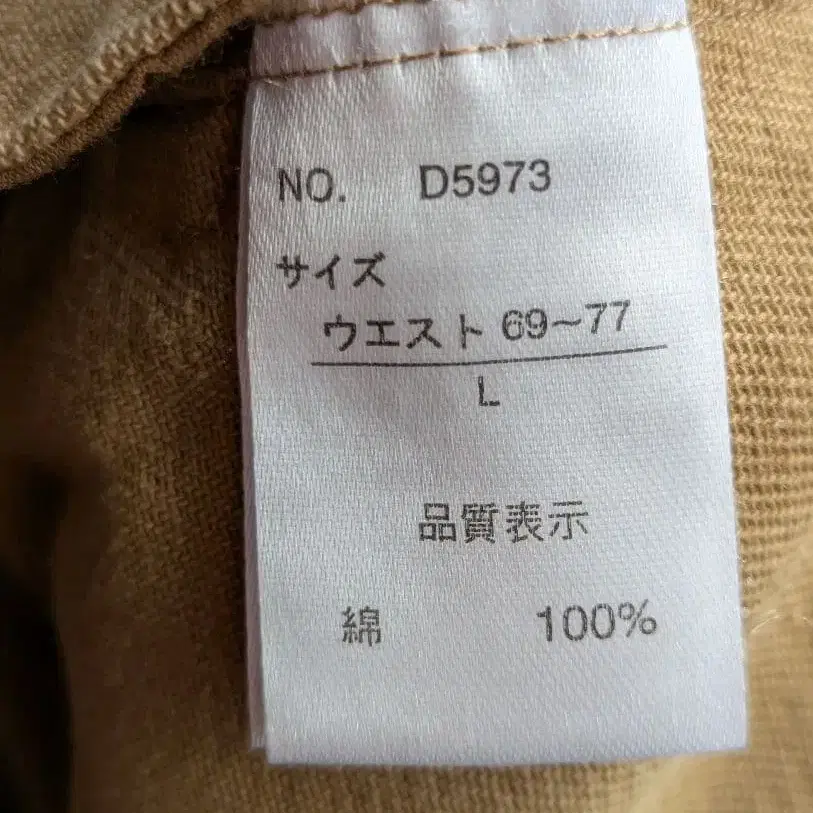 NO. D5973
サイズ
ウエスト 69~77
L
品質表示
綿 100%